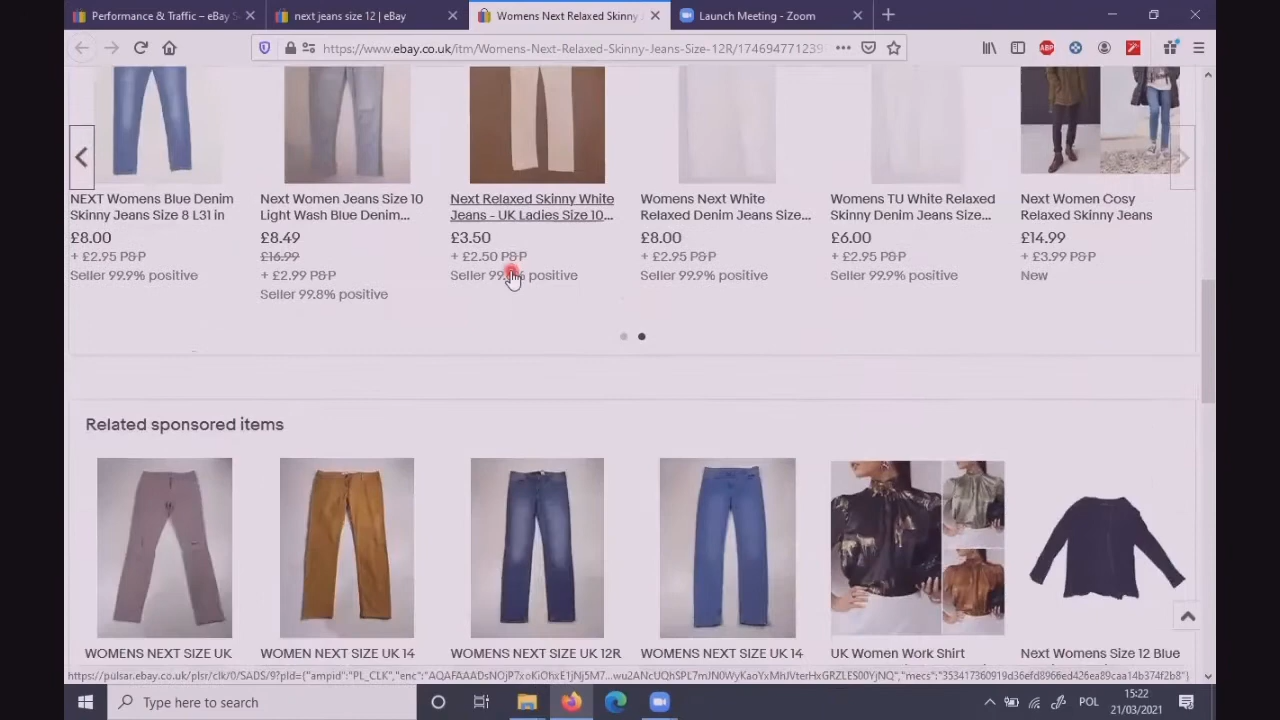 Performance & Traffic – eBay S
next jeans size 12 | eBay
Womens Next Relaxed Skinny J
Launch Meeting - Zoom
https://www.ebay.co.uk/itm/Womens-Next-Relaxed-Skinny-Jeans-Size-12R/174694771239
ABP
NEXT Womens Blue Denim
Skinny Jeans Size 8 L31 in
£8.00
+ £2.95 P&P
Seller 99.9% positive
Next Women Jeans Size 10
Light Wash Blue Denim...
£8.49
£16.99
+ £2.99 P&P
Seller 99.8% positive
Next Relaxed Skinny White
Jeans - UK Ladies Size 10...
£3.50
+ £2.50 P&P
Seller 99.% positive
Womens Next White
Relaxed Denim Jeans Size...
£8.00
+ £2.95 P&P
Seller 99.9% positive
Womens TU White Relaxed
Skinny Denim Jeans Size...
£6.00
+ £2.95 P&P
Seller 99.9% positive
Next Women Cosy
Relaxed Skinny Jeans
£14.99
+ £3.99 P&P
New
Related sponsored items
WOMENS NEXT SIZE UK
WOMEN NEXT SIZE UK 14
WOMENS NEXT SIZE UK 12R
WOMENS NEXT SIZE UK 14
UK Women Work Shirt
Next Womens Size 12 Blue
Type here to search
POL
15:22
21/03/2021